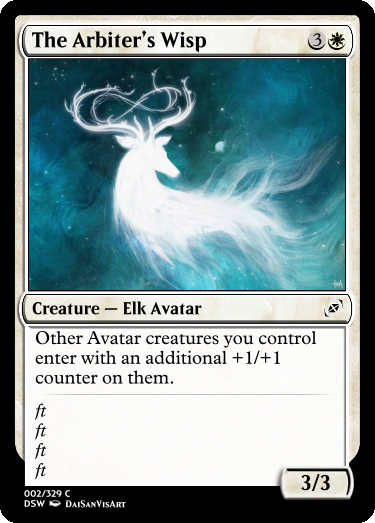 The Arbiter's Wisp 3
Creature — Elk Avatar
Other Avatar creatures you control
enter with an additional +1/+1
counter on them.
ft
ft
ft
ft
3/3
002/329 C
DSW DaiSanVisArt